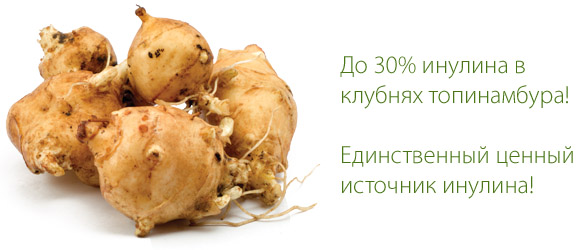 До 30% инулина в
клубнях топинамбура!
Единственный ценный
источник инулина!